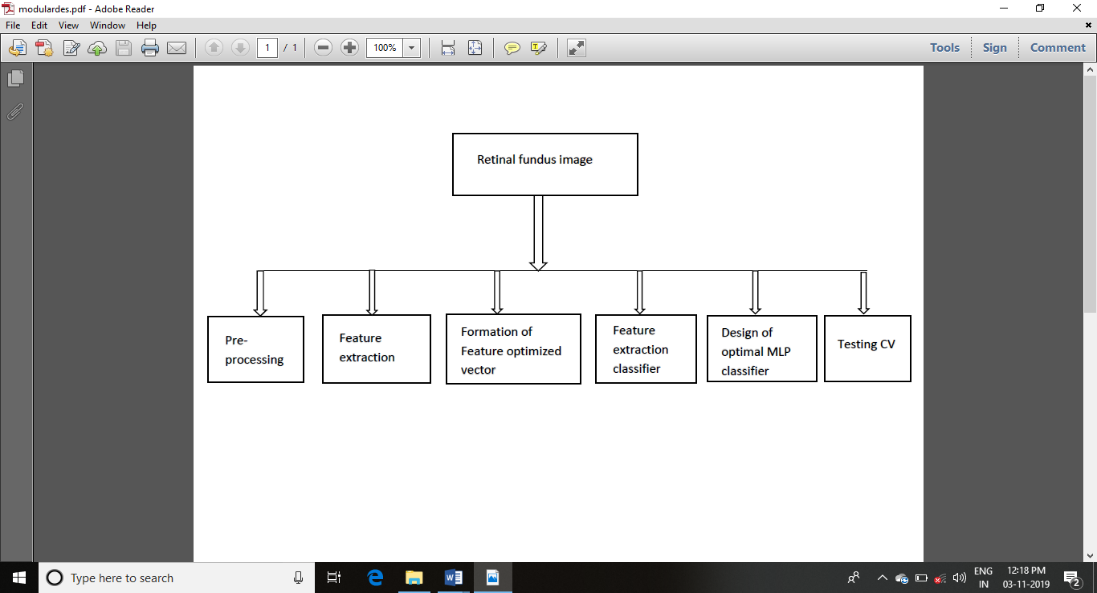 modulardes.pdf - Adobe Reader
File Edit View Window Help
1 / 1 100% Tools Sign Comment
Retinal fundus image
Pre-
processing
Feature
extraction
Formation of
Feature optimized
vector
Feature
extraction
classifier
Design of
optimal MLP
classifier
Testing CV
Type here to search
ENG
IN
12:18 PM
03-11-2019
2